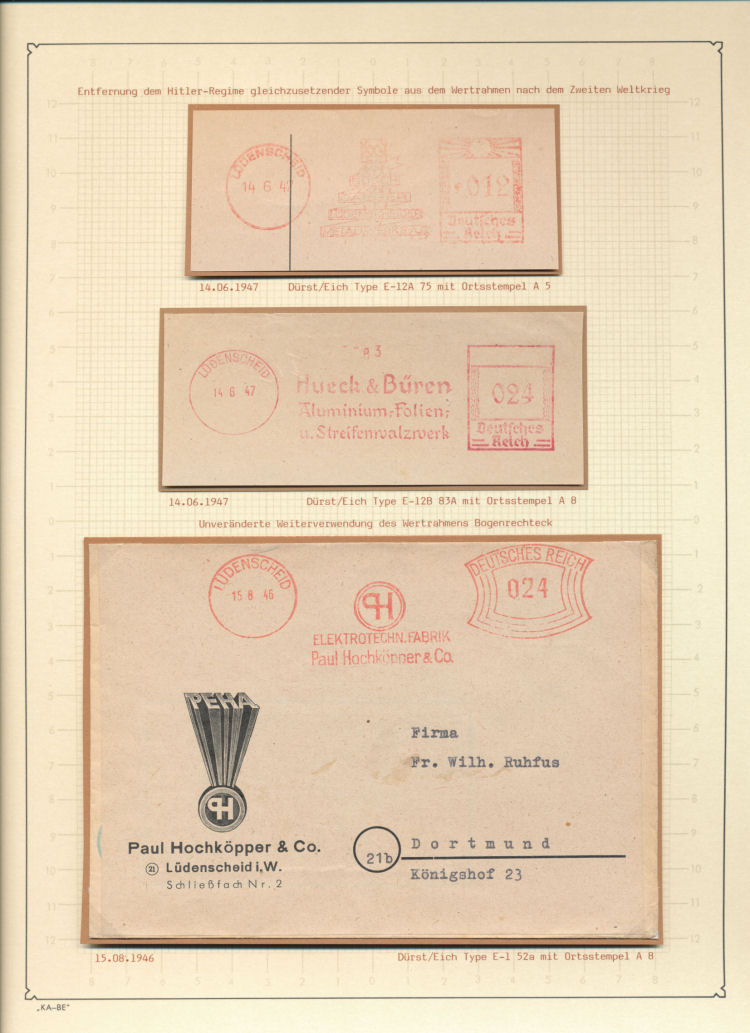 Entfernung dem Hitler-Regime gleichzusetzender Symbole aus dem Wertrahmen nach dem Zweiten Weltkrieg
LÜDENSCHEID
14 6 47
012
Deutsches
Reich
14.06.1947 Dürst/Eich Type E-12A 75 mit Ortsstempel A 5
LÜDENSCHEID
14 6 47
Hueck & Büren
Aluminium-Folien-
u. Streifenwalzwerk
024
Deutsches
Reich
14.06.1947 Dürst/Eich Type E-12B 83A mit Ortsstempel A 8
Unveränderte Weiterverwendung des Wertrahmens Bogenrechteck
LÜDENSCHEID
15 8 46
PH
ELEKTROTECHN. FABRIK
Paul Hochköpper & Co.
DEUTSCHES REICH
024
PEHA
PH
Paul Hochköpper & Co.
21 Lüdenscheid i.W.
Schließfach Nr. 2
Firma
Fr. Wilh. Ruhfus
21b
Dortmund
Königshof 23
15.08.1946 Dürst/Eich Type E-1 52a mit Ortsstempel A 8
„KA–BE"